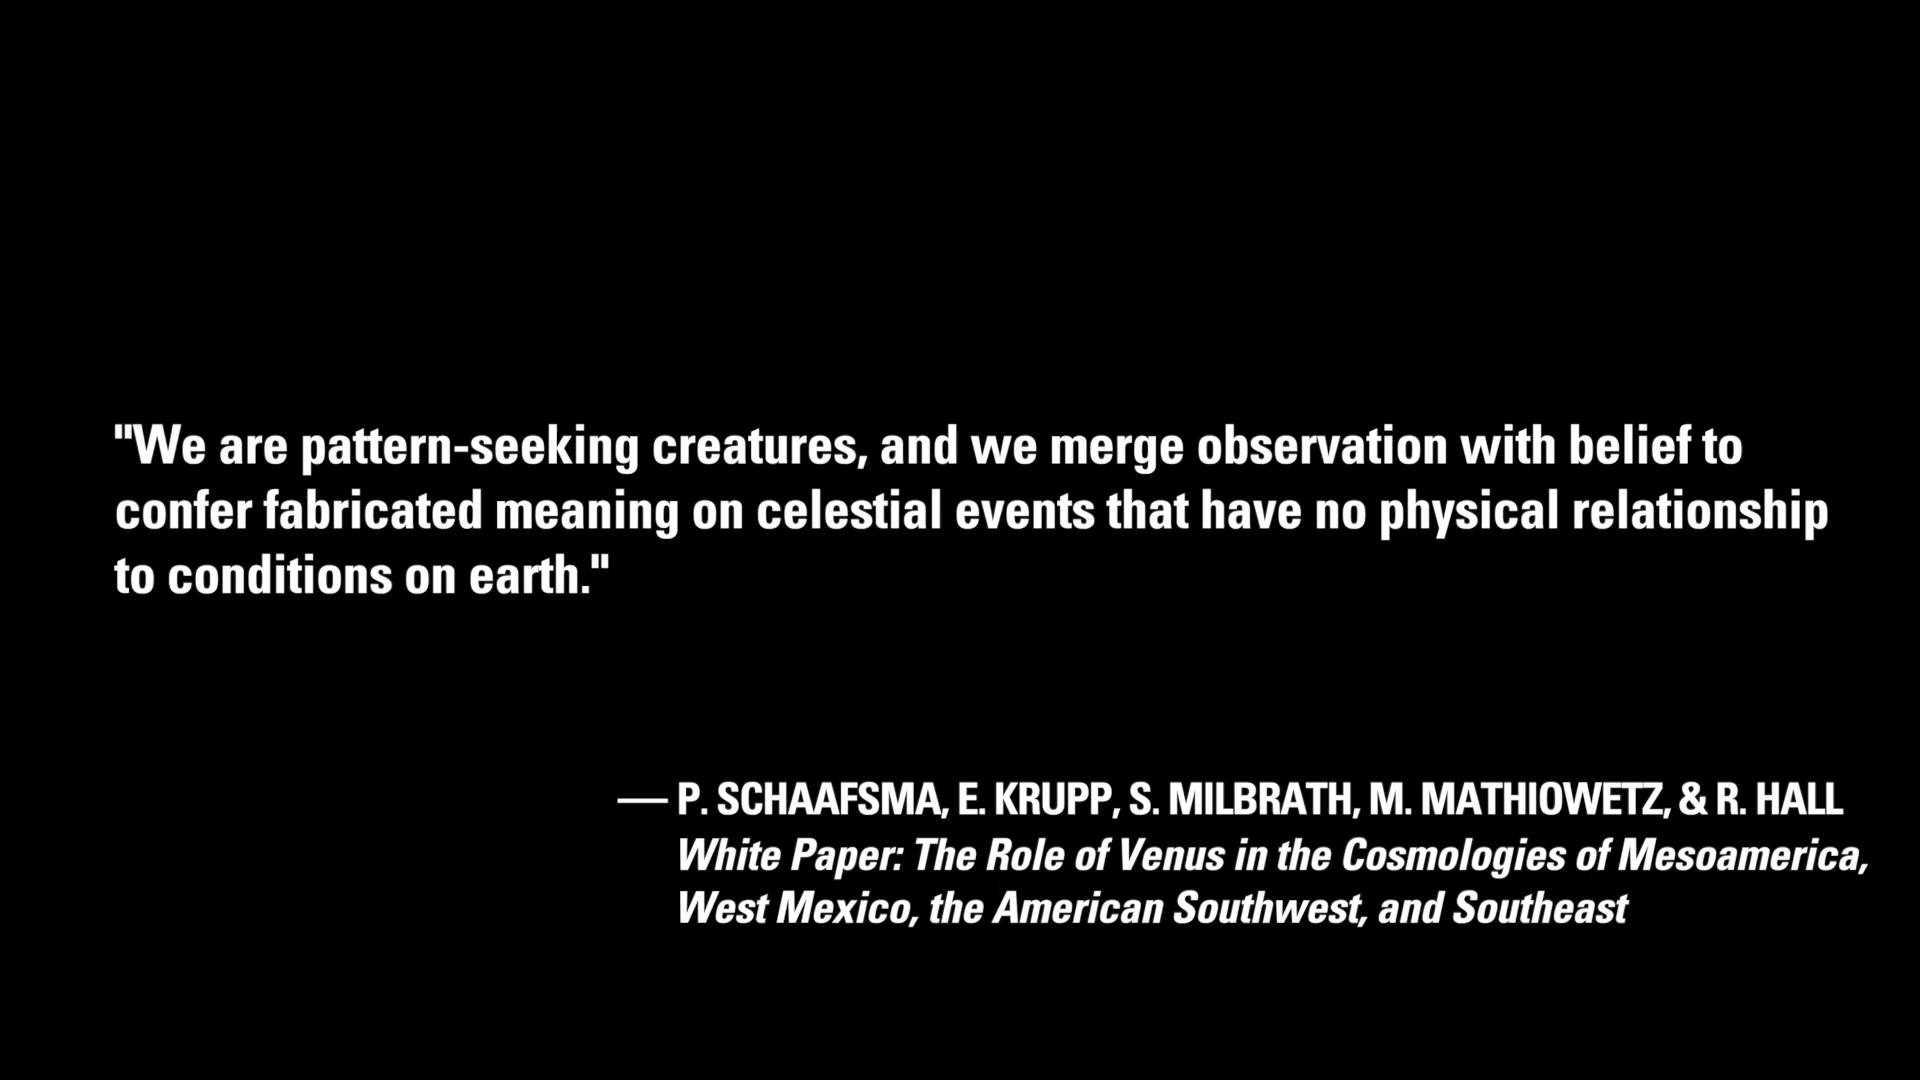 "We are pattern-seeking creatures, and we merge observation with belief to
confer fabricated meaning on celestial events that have no physical relationship
to conditions on earth."
— P. SCHAAFSMA, E. KRUPP, S. MILBRATH, M. MATHIOWETZ, & R. HALL
White Paper: The Role of Venus in the Cosmologies of Mesoamerica,
West Mexico, the American Southwest, and Southeast